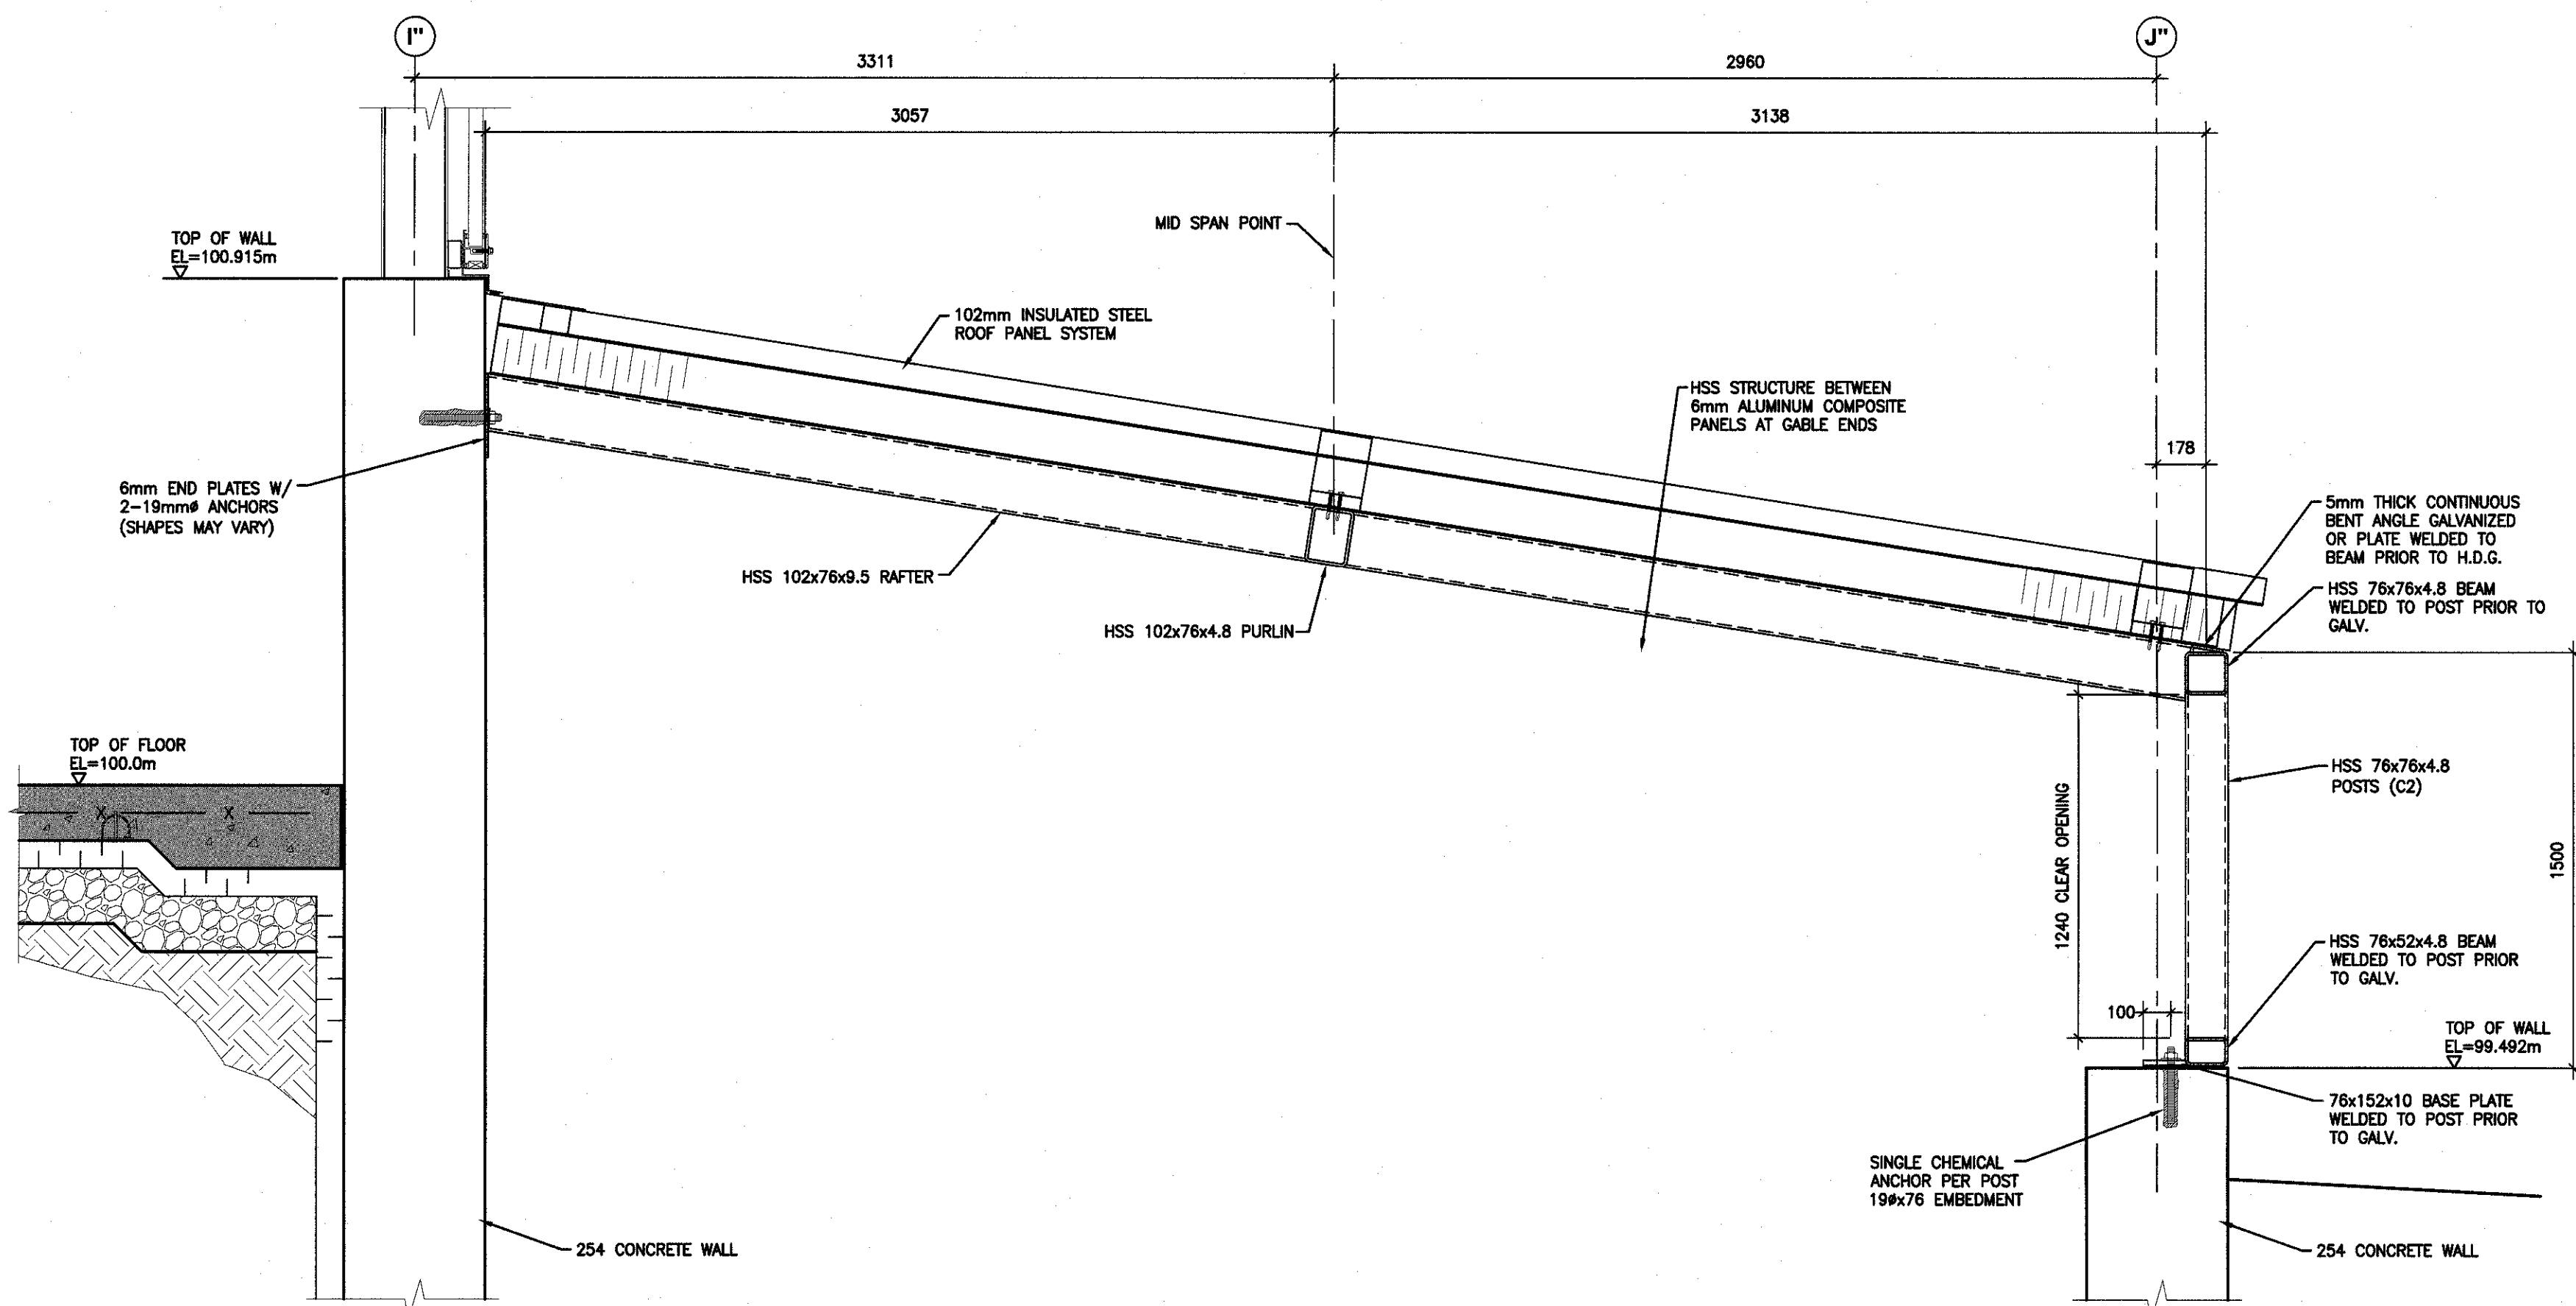 I"
J"
3311
2960
3057
3138
MID SPAN POINT
TOP OF WALL
EL=100.915m
102mm INSULATED STEEL
ROOF PANEL SYSTEM
HSS STRUCTURE BETWEEN
6mm ALUMINUM COMPOSITE
PANELS AT GABLE ENDS
178
6mm END PLATES W/
2-19mmø ANCHORS
(SHAPES MAY VARY)
5mm THICK CONTINUOUS
BENT ANGLE GALVANIZED
OR PLATE WELDED TO
BEAM PRIOR TO H.D.G.
HSS 102x76x9.5 RAFTER
HSS 76x76x4.8 BEAM
WELDED TO POST PRIOR TO
GALV.
HSS 102x76x4.8 PURLIN
TOP OF FLOOR
EL=100.0m
X
X
HSS 76x76x4.8
POSTS (C2)
1240 CLEAR OPENING
1500
HSS 76x52x4.8 BEAM
WELDED TO POST PRIOR
TO GALV.
100
TOP OF WALL
EL=99.492m
76x152x10 BASE PLATE
WELDED TO POST PRIOR
TO GALV.
SINGLE CHEMICAL
ANCHOR PER POST
19øx76 EMBEDMENT
254 CONCRETE WALL
254 CONCRETE WALL